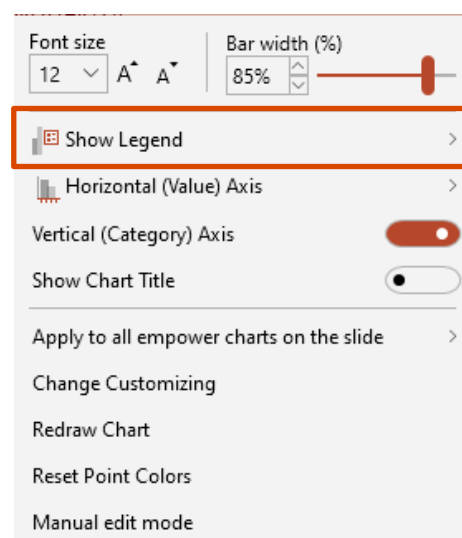 Font size
Bar width (%)
12
A A
85%
Show Legend
Horizontal (Value) Axis
Vertical (Category) Axis
Show Chart Title
Apply to all empower charts on the slide
Change Customizing
Redraw Chart
Reset Point Colors
Manual edit mode